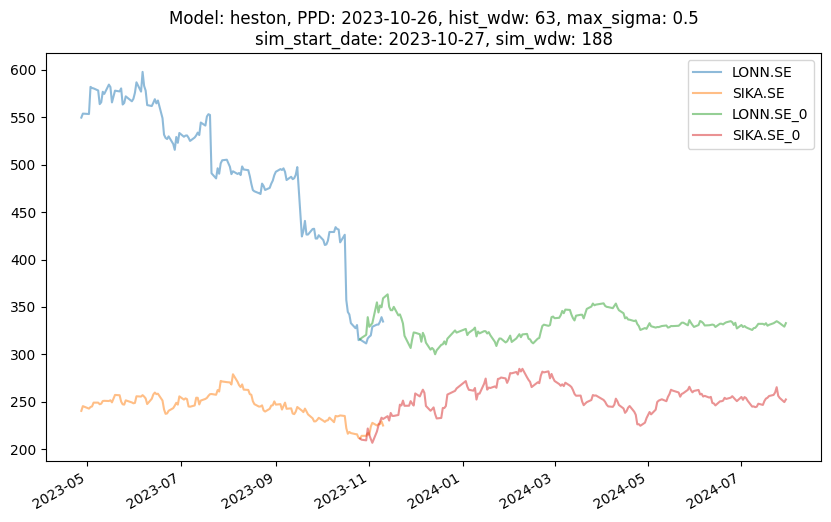 Model: heston, PPD: 2023-10-26, hist_wdw: 63, max_sigma: 0.5
sim_start_date: 2023-10-27, sim_wdw: 188
LONN.SE
SIKA.SE
LONN.SE_0
SIKA.SE_0
600
550
500
450
400
350
300
250
200
2023-05
2023-07
2023-09
2023-11
2024-01
2024-03
2024-05
2024-07